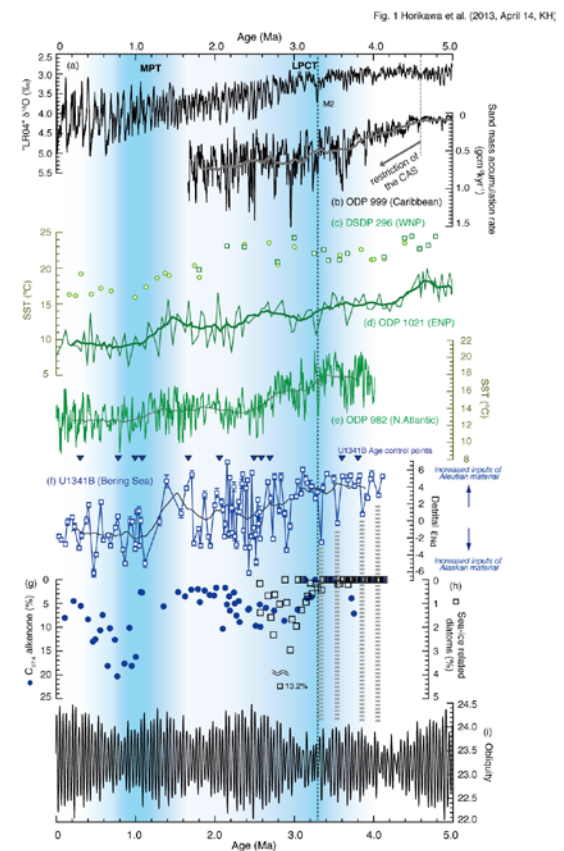 Fig. 1 Horikawa et al. (2013, April 14, KH)
Age (Ma)
0 1.0 2.0 3.0 4.0 5.0
(a) MPT LPCT
M2
"LR04" δ¹⁸O (‰)
2.5
3.0
3.5
4.0
4.5
5.0
5.5
0
0.5
1.0
1.5
Sand mass accumulation rate
(gcm⁻²kyr⁻¹)
restriction of
the CAS
(b) ODP 999 (Caribbean)
(c) DSDP 296 (WNP)
SST (°C)
25
20
15
10
5
(d) ODP 1021 (ENP)
22
20
18
16
14
12
10
8
SST (°C)
(e) ODP 982 (N.Atlantic)
U1341B Age control points
(f) U1341B (Bering Sea)
6
4
2
0
-2
-4
-6
Detrital εNd
Increased inputs of
Aleutian material
Increased inputs of
Alaskan material
(g)
0
5
10
15
20
25
C₃₇:₄ alkenone (%)
0
1
2
3
4
5
(h)
Sea-ice related
diatoms (%)
13.2%
24.5
24.0
23.5
23.0
22.5
22.0
(i)
Obliquity
0 1.0 2.0 3.0 4.0 5.0
Age (Ma)